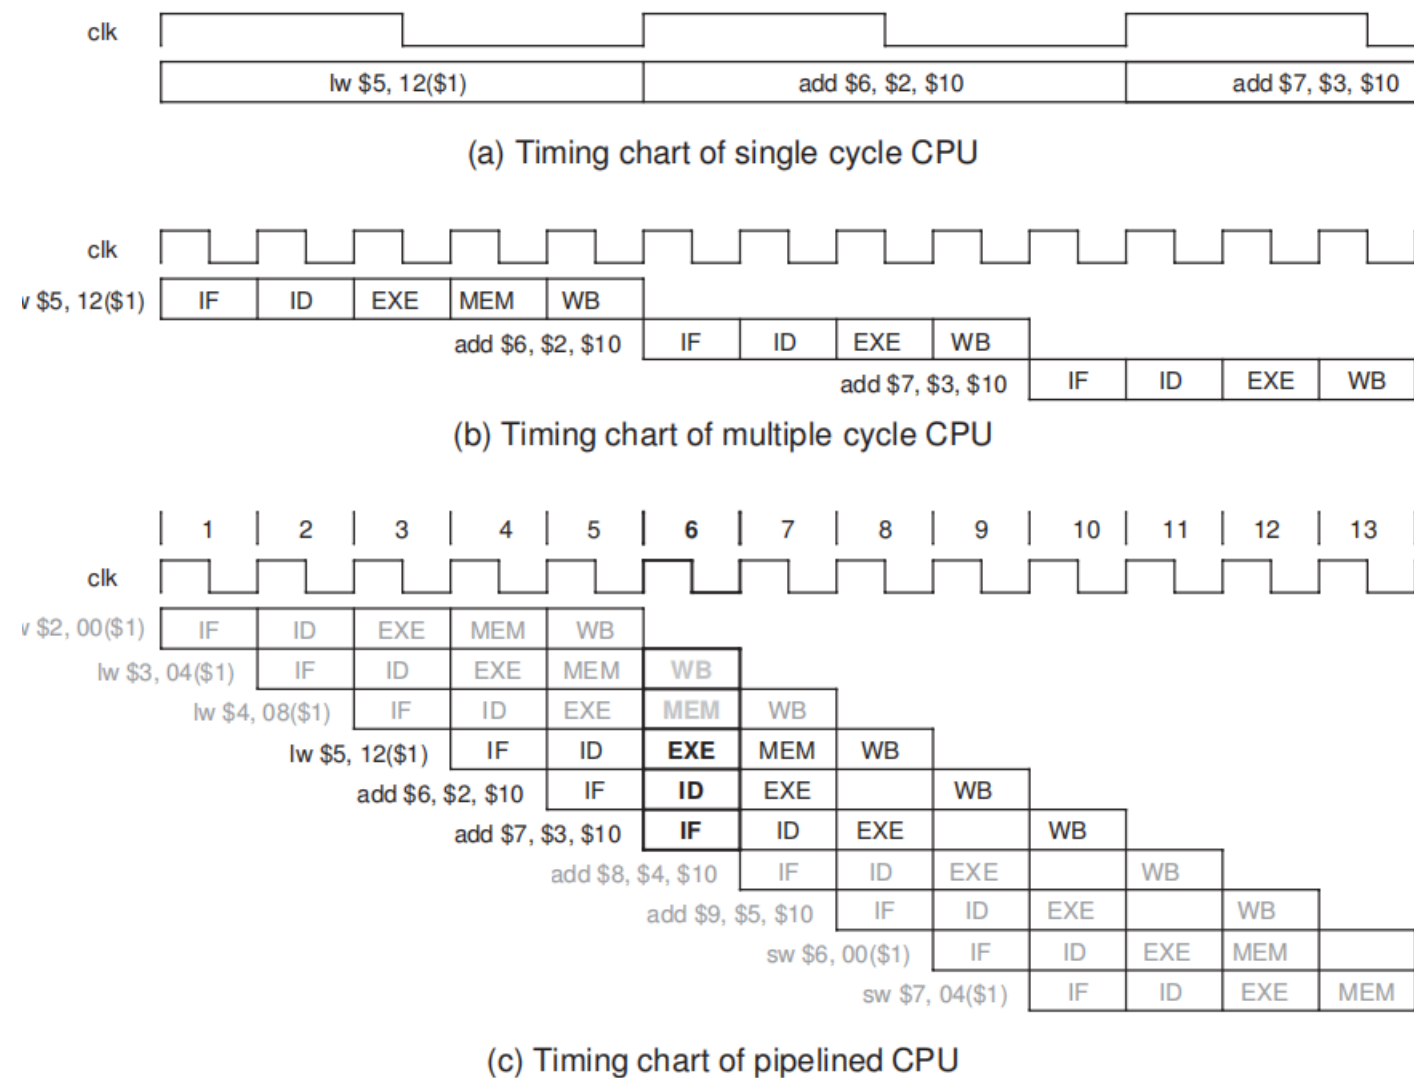 clk
lw $5, 12($1) add $6, $2, $10 add $7, $3, $10
(a) Timing chart of single cycle CPU
clk
$5, 12($1) IF ID EXE MEM WB
add $6, $2, $10 IF ID EXE WB
add $7, $3, $10 IF ID EXE WB
(b) Timing chart of multiple cycle CPU
1 2 3 4 5 6 7 8 9 10 11 12 13
clk
$2, 00($1) IF ID EXE MEM WB
lw $3, 04($1) IF ID EXE MEM WB
lw $4, 08($1) IF ID EXE MEM WB
lw $5, 12($1) IF ID EXE MEM WB
add $6, $2, $10 IF ID EXE WB
add $7, $3, $10 IF ID EXE WB
add $8, $4, $10 IF ID EXE WB
add $9, $5, $10 IF ID EXE WB
sw $6, 00($1) IF ID EXE MEM
sw $7, 04($1) IF ID EXE MEM
(c) Timing chart of pipelined CPU